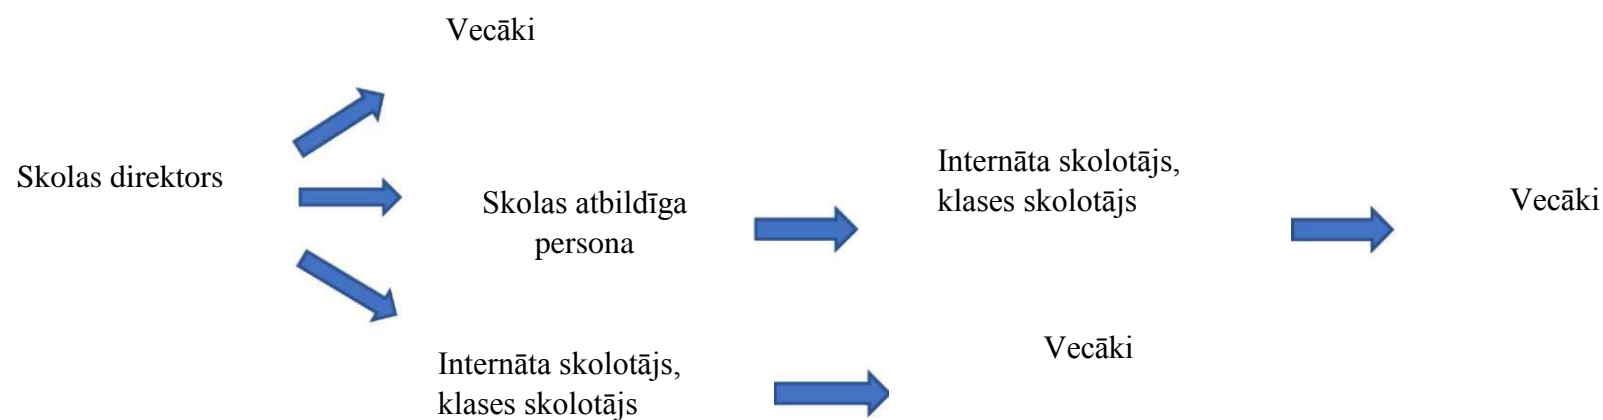 Vecāki
Skolas direktors
Skolas atbildīga
persona
Internāta skolotājs,
klases skolotājs
Vecāki
Internāta skolotājs,
klases skolotājs
Vecāki